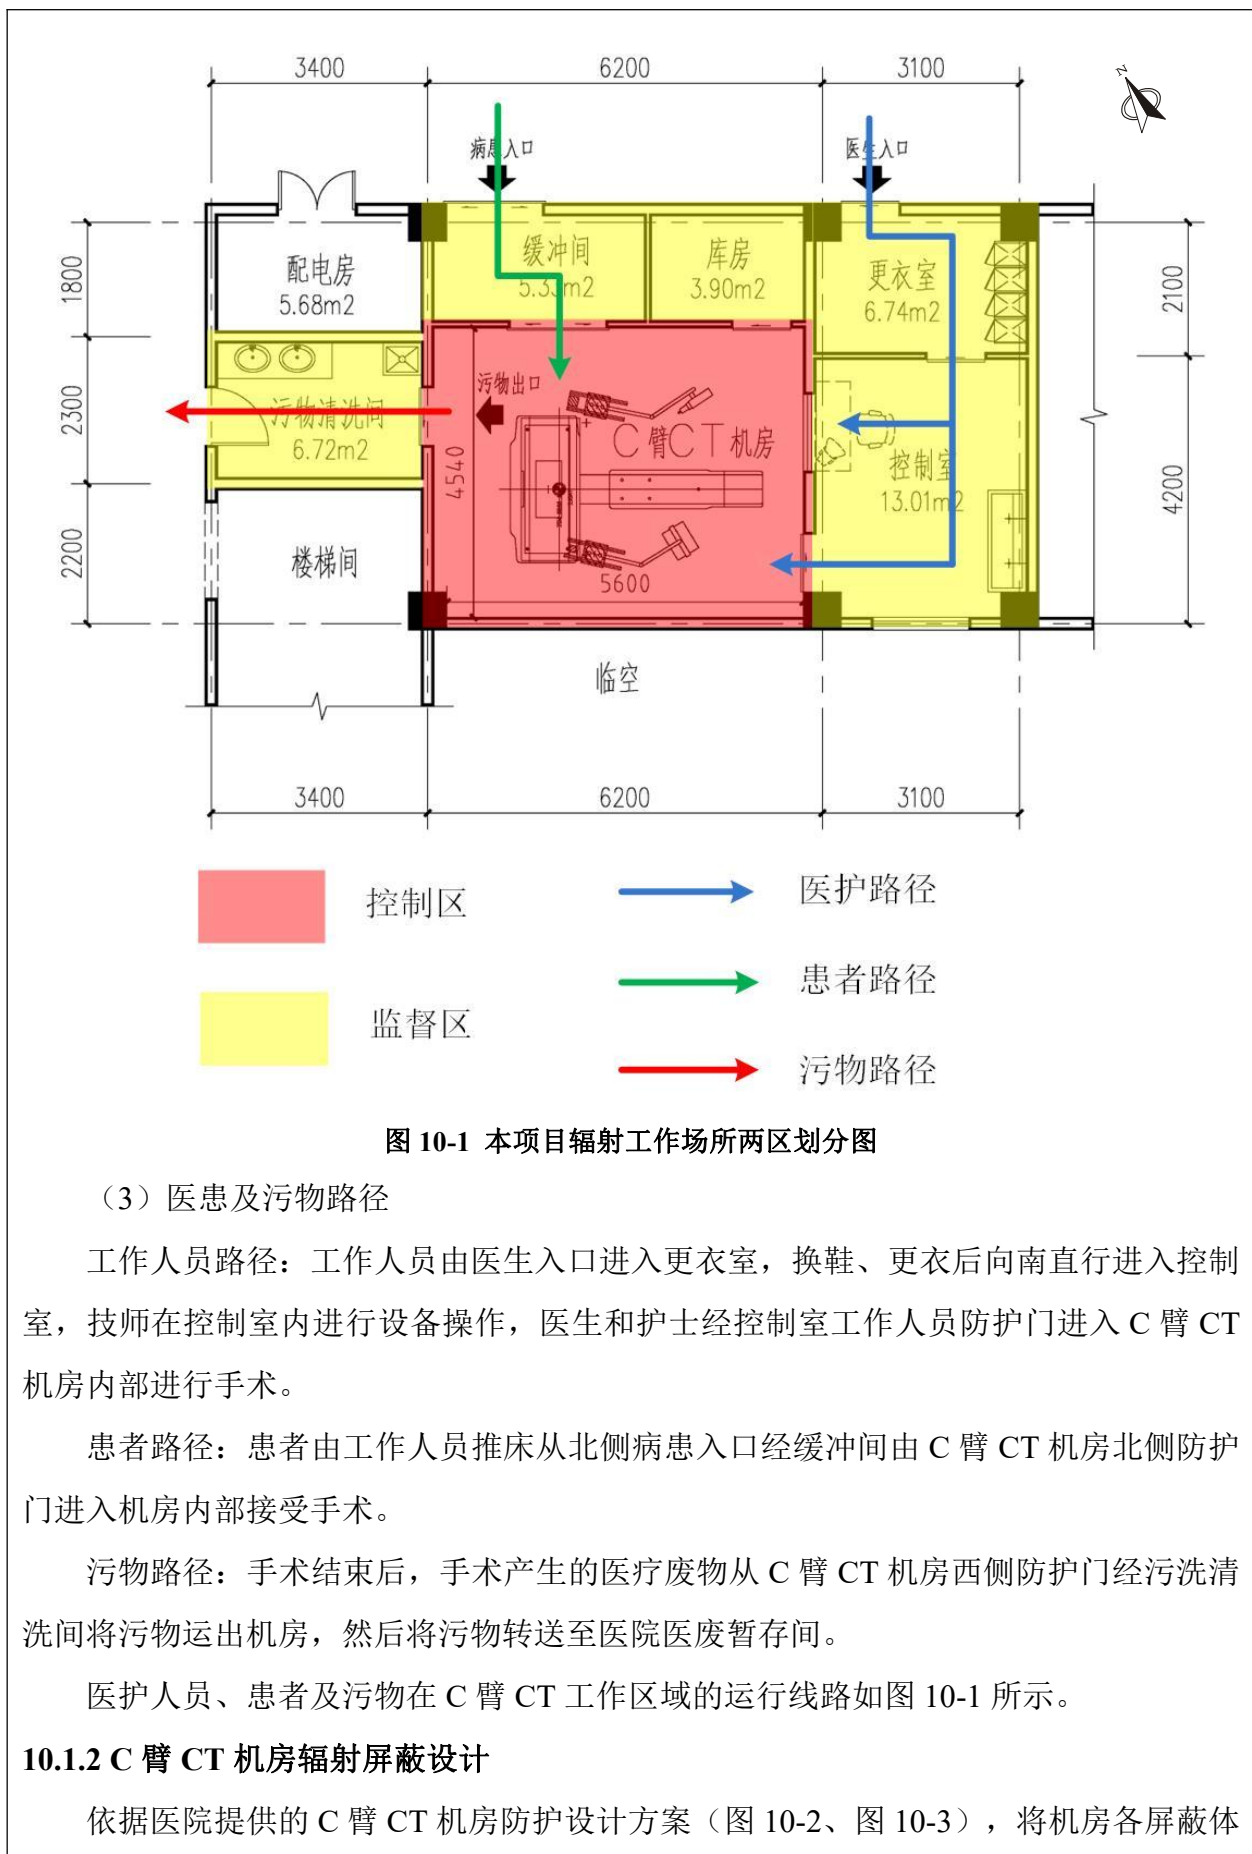 3400 6200 3100
N
病患入口 医生入口
配电房
5.68m2
缓冲间
5.33m2
库房
3.90m2
更衣室
6.74m2
1800
2100
污物清洗间
6.72m2
2300
污物出口
C臂CT机房
4540
控制室
13.01m2
4200
2200
楼梯间
5600
临空
3400 6200 3100
控制区 医护路径
患者路径
监督区
污物路径
图 10-1 本项目辐射工作场所两区划分图
（3）医患及污物路径
工作人员路径：工作人员由医生入口进入更衣室，换鞋、更衣后向南直行进入控制
室，技师在控制室内进行设备操作，医生和护士经控制室工作人员防护门进入 C 臂 CT
机房内部进行手术。
患者路径：患者由工作人员推床从北侧病患入口经缓冲间由 C 臂 CT 机房北侧防护
门进入机房内部接受手术。
污物路径：手术结束后，手术产生的医疗废物从 C 臂 CT 机房西侧防护门经污洗清
洗间将污物运出机房，然后将污物转送至医院医废暂存间。
医护人员、患者及污物在 C 臂 CT 工作区域的运行线路如图 10-1 所示。
10.1.2 C 臂 CT 机房辐射屏蔽设计
依据医院提供的 C 臂 CT 机房防护设计方案（图 10-2、图 10-3），将机房各屏蔽体